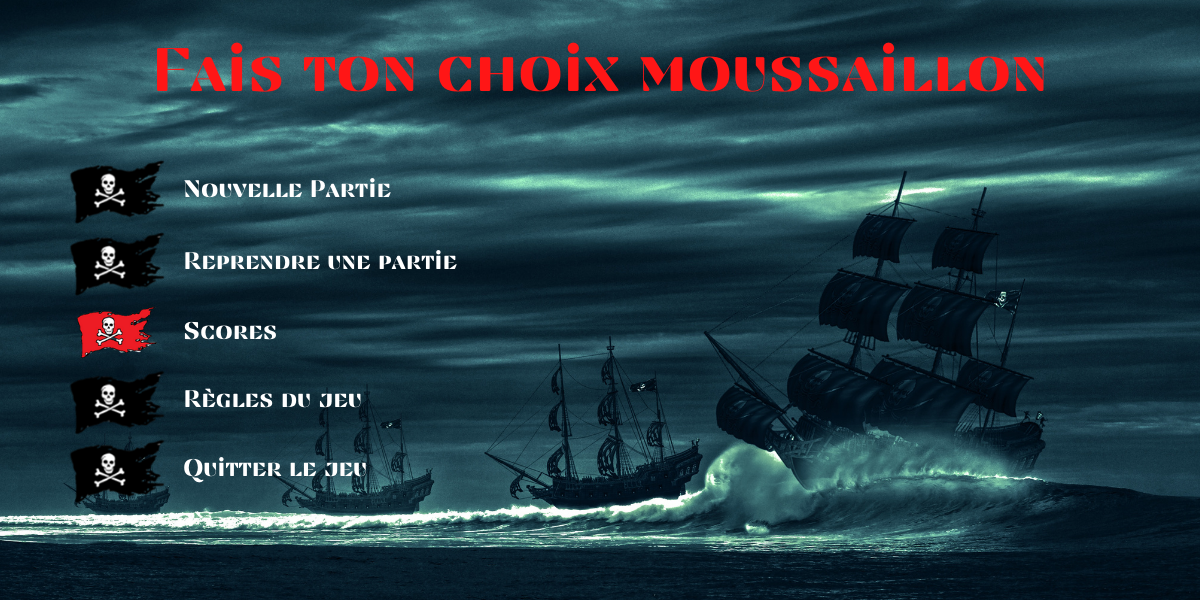 Fais ton choix moussaillon
Nouvelle Partie
Reprendre une partie
Scores
Règles du jeu
Quitter le jeu